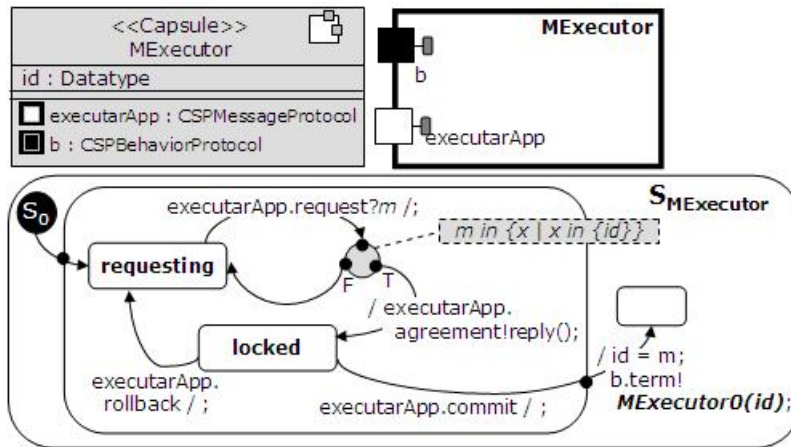 <<Capsule>>
MExecutor
id : Datatype
executarApp : CSPMessageProtocol
b : CSPBehaviorProtocol
MExecutor
b
executarApp
S0
SMExecutor
executarApp.request?m /;
m in {x | x in {id}}
requesting
F
T
/ executarApp.
agreement!reply();
locked
executarApp.
rollback / ;
executarApp.commit / ;
/ id = m;
b.term!
MExecutor0(id);